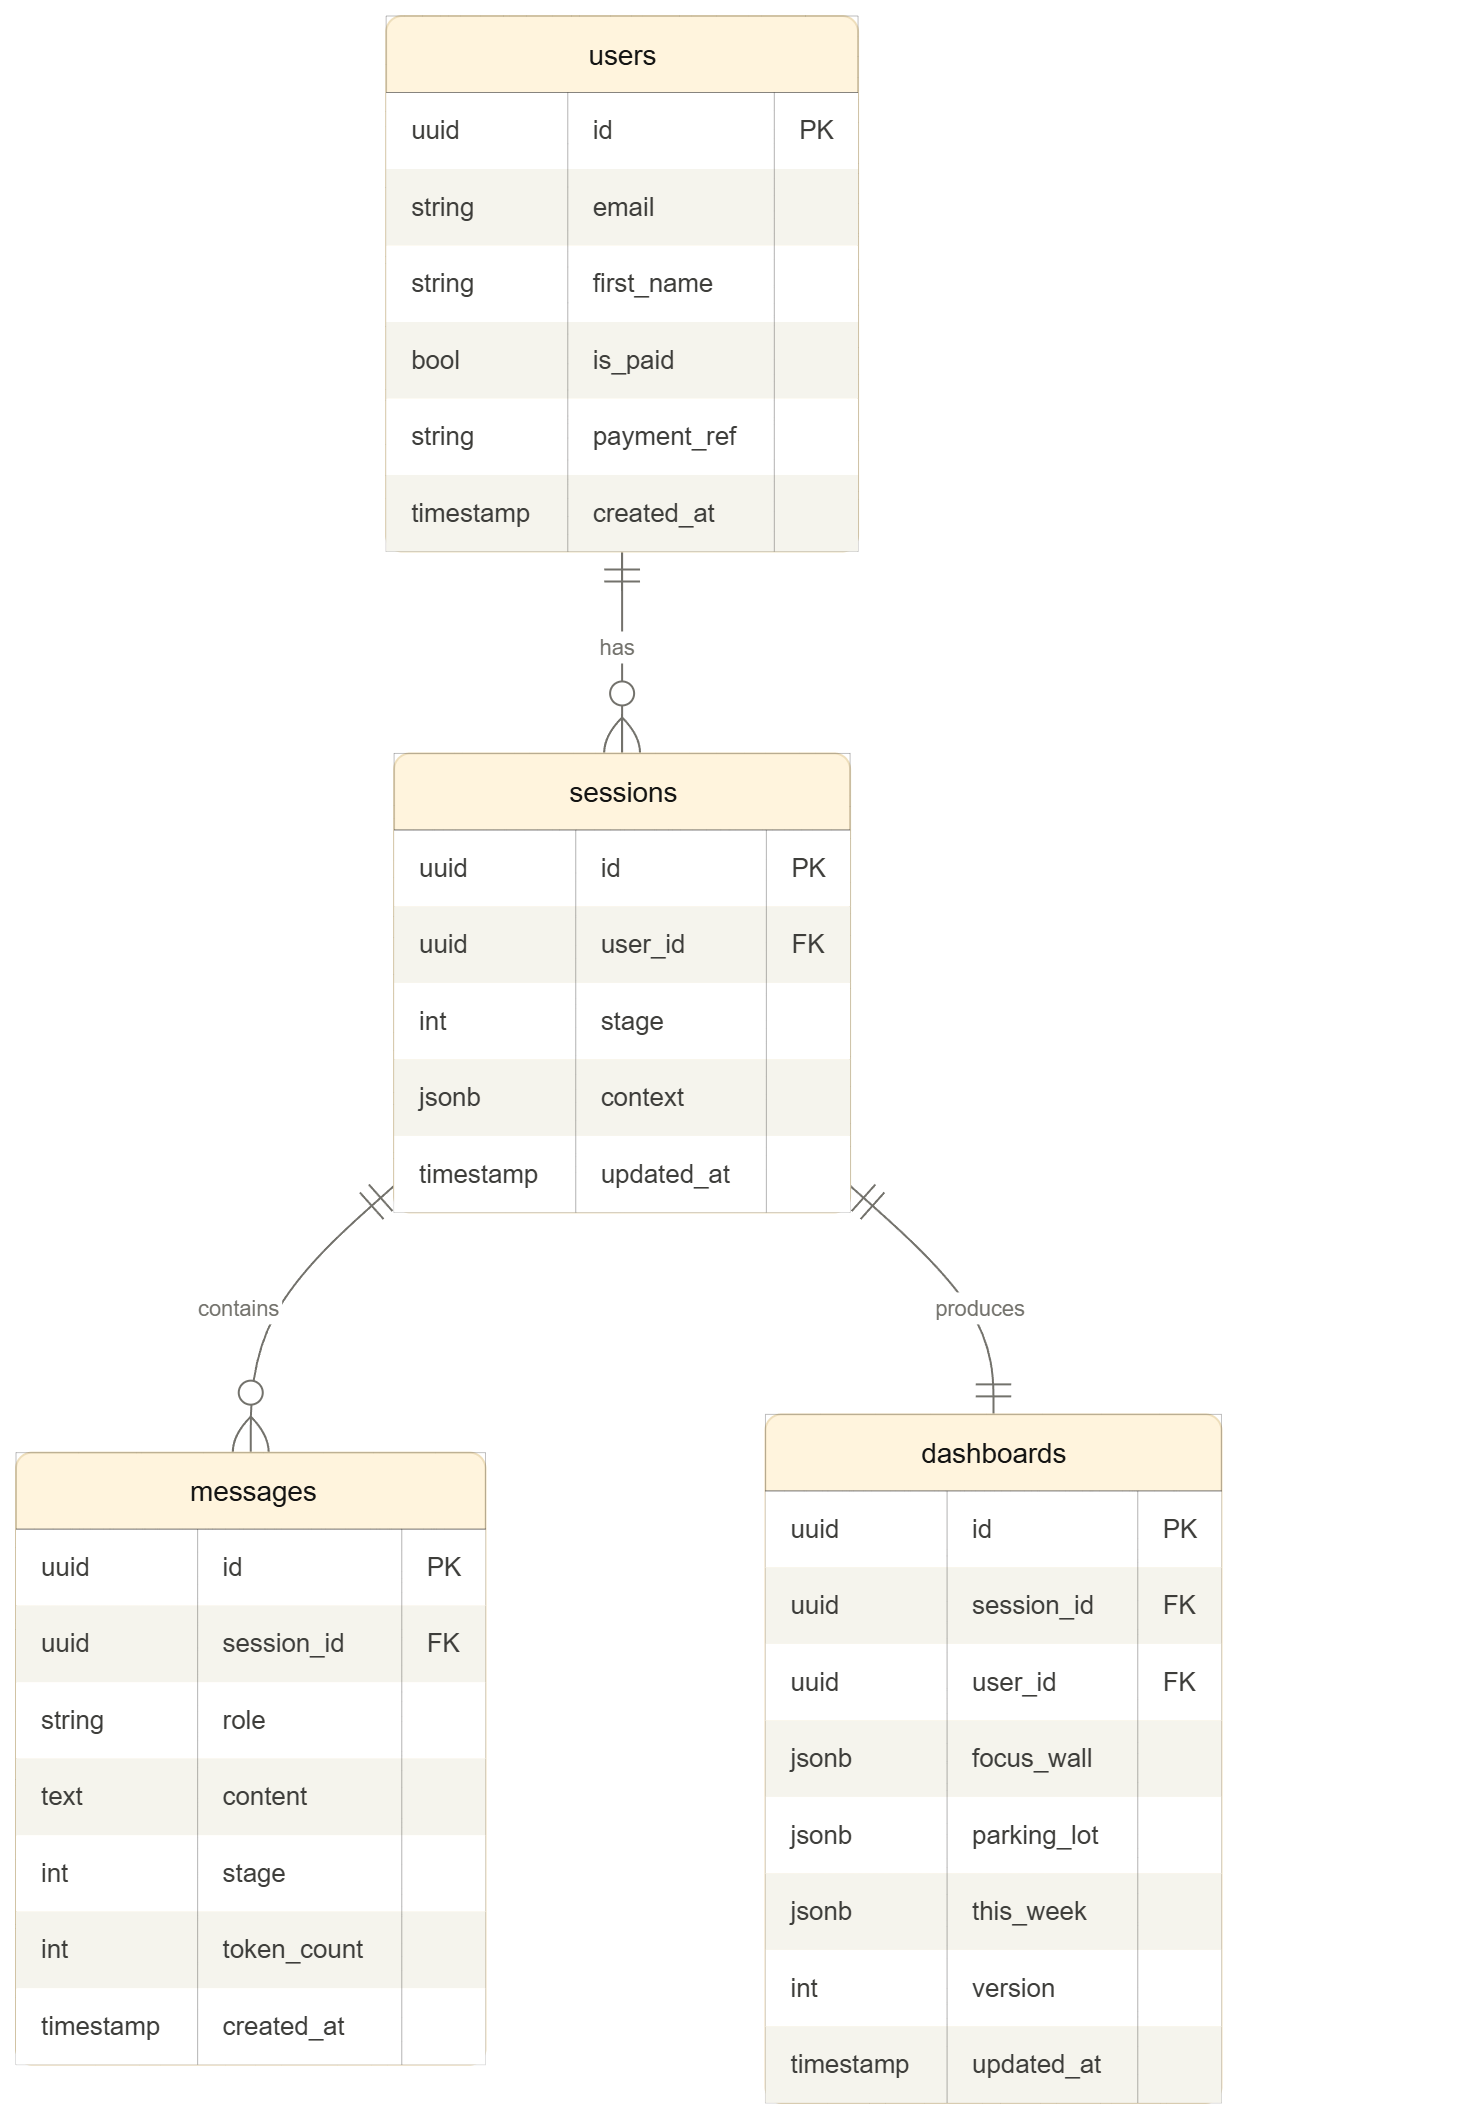 users
uuid id PK
string email
string first_name
bool is_paid
string payment_ref
timestamp created_at
has
sessions
uuid id PK
uuid user_id FK
int stage
jsonb context
timestamp updated_at
contains
produces
messages
uuid id PK
uuid session_id FK
string role
text content
int stage
int token_count
timestamp created_at
dashboards
uuid id PK
uuid session_id FK
uuid user_id FK
jsonb focus_wall
jsonb parking_lot
jsonb this_week
int version
timestamp updated_at